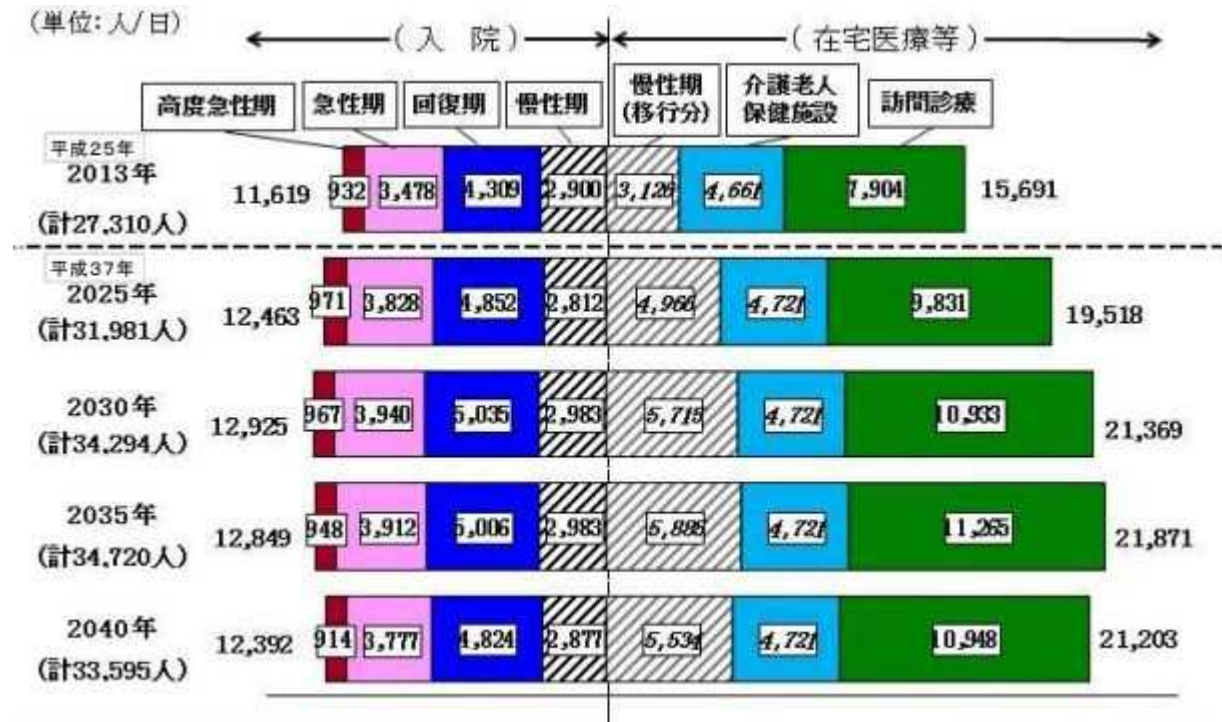 （単位：人/日）
（入　院）
（在宅医療等）
高度急性期 急性期 回復期 慢性期 慢性期 介護老人 訪問診療
（移行分） 保健施設
平成25年
2013年
（計27,310人）
11,619 932 3,478 4,309 2,900 3,126 4,661 7,904 15,691
平成37年
2025年
（計31,981人）
12,463 971 3,828 4,852 2,812 4,966 4,721 9,831 19,518
2030年
（計34,294人）
12,925 967 3,940 5,035 2,983 5,715 4,721 10,933 21,369
2035年
（計34,720人）
12,849 948 3,912 5,006 2,983 5,885 4,721 11,265 21,871
2040年
（計33,595人）
12,392 914 3,777 4,824 2,877 5,534 4,721 10,948 21,203